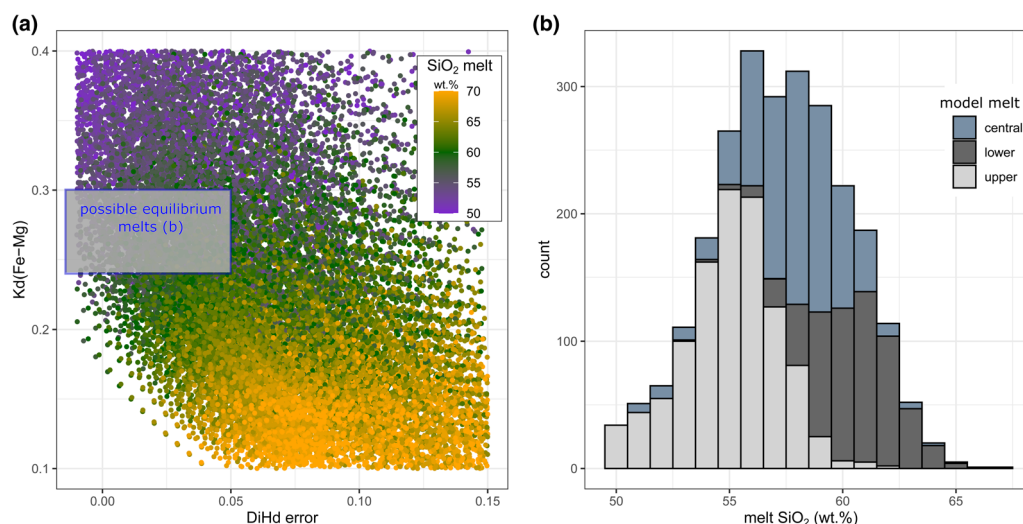 (a)
0.4
0.3
0.2
0.1
Kd(Fe−Mg)
0.00
0.05
0.10
0.15
DiHd error
possible equilibrium
melts (b)
SiO₂ melt
wt.%
70
65
60
55
50
(b)
300
200
100
0
count
50
55
60
65
melt SiO₂ (wt.%)
model melt
central
lower
upper